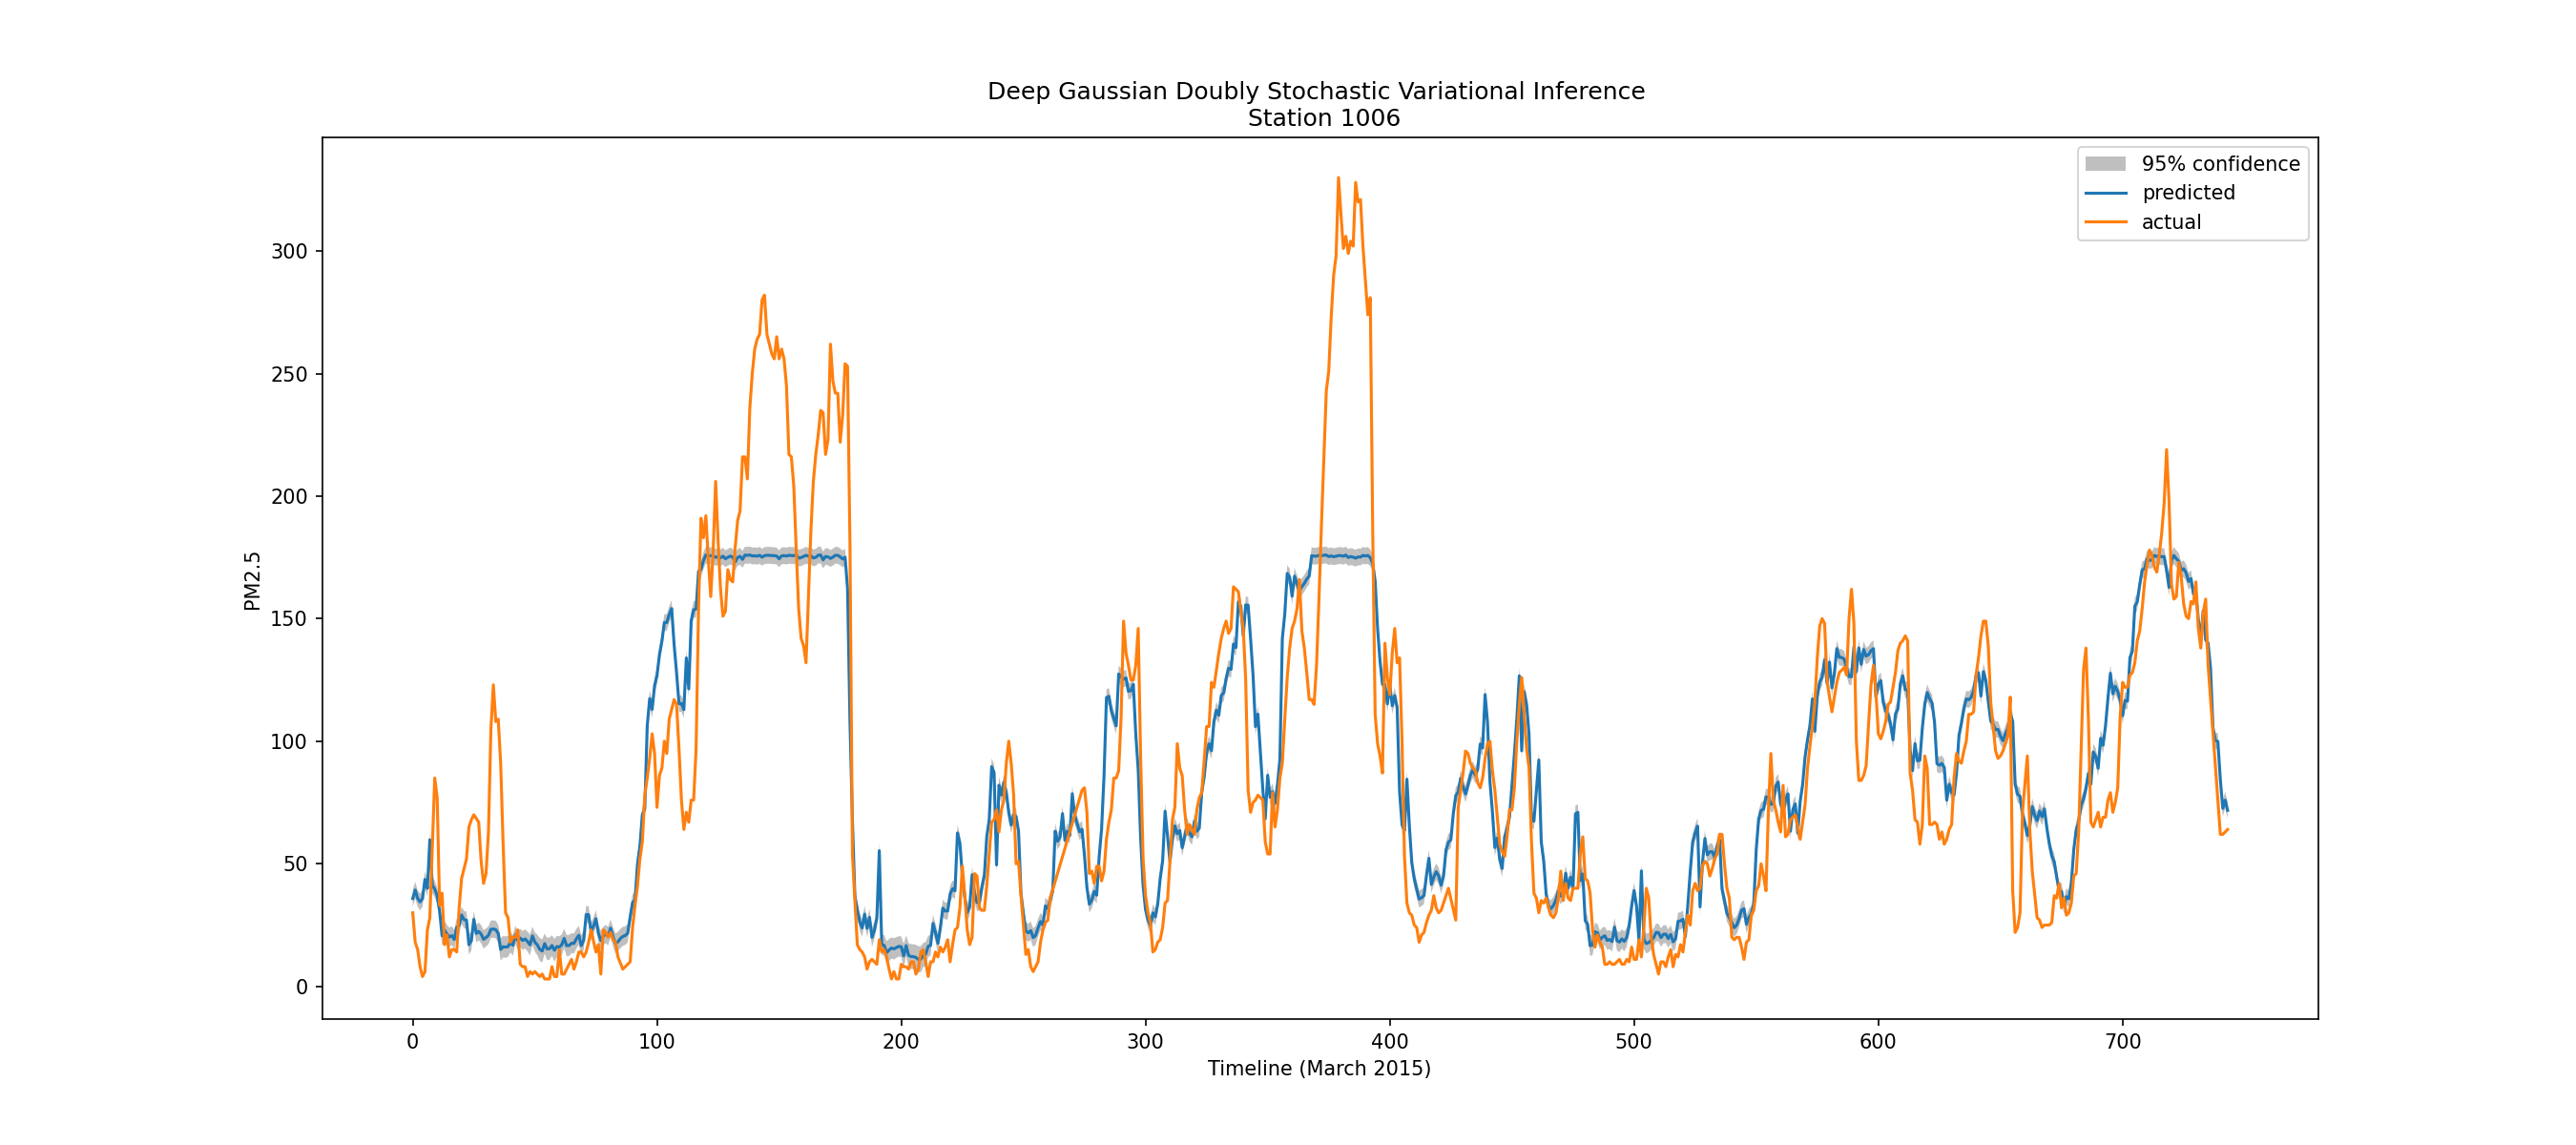 Deep Gaussian Doubly Stochastic Variational Inference
Station 1006
95% confidence
predicted
actual
PM2.5
300
250
200
150
100
50
0
0 100 200 300 400 500 600 700
Timeline (March 2015)